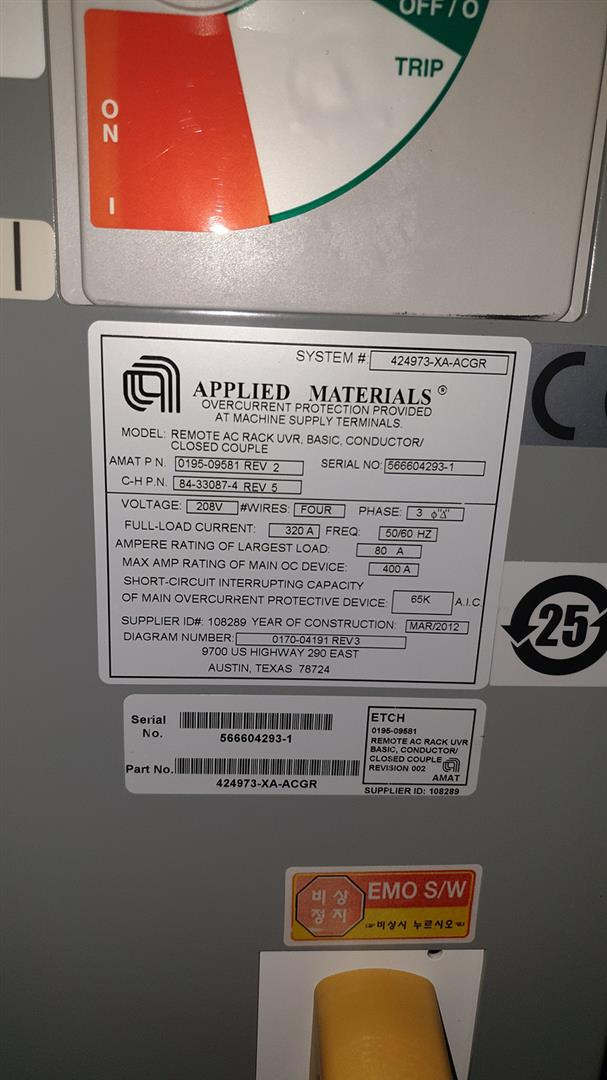 OFF / O
TRIP
ON I
SYSTEM #: 424973-XA-ACGR
APPLIED MATERIALS ®
OVERCURRENT PROTECTION PROVIDED
AT MACHINE SUPPLY TERMINALS.
MODEL: REMOTE AC RACK UVR, BASIC, CONDUCTOR/
CLOSED COUPLE
AMAT P N. 0195-09581 REV 2 SERIAL NO: 566604293-1
C-H P.N. 84-33087-4 REV 5
VOLTAGE: 208V #WIRES: FOUR PHASE: 3 ϕ"Δ"
FULL-LOAD CURRENT: 320 A FREQ: 50/60 HZ
AMPERE RATING OF LARGEST LOAD: 80 A
MAX AMP RATING OF MAIN OC DEVICE: 400 A
SHORT-CIRCUIT INTERRUPTING CAPACITY
OF MAIN OVERCURRENT PROTECTIVE DEVICE: 65K A.I.C.
SUPPLIER ID#: 108289 YEAR OF CONSTRUCTION: MAR/2012
DIAGRAM NUMBER: 0170-04191 REV3
9700 US HIGHWAY 290 EAST
AUSTIN, TEXAS 78724
25
Serial No. 566604293-1
Part No. 424973-XA-ACGR
ETCH
0195-09581
REMOTE AC RACK UVR
BASIC, CONDUCTOR/
CLOSED COUPLE
REVISION 002
AMAT
SUPPLIER ID: 108289
비상
정지
EMO S/W
☞비상시 누르시오☜